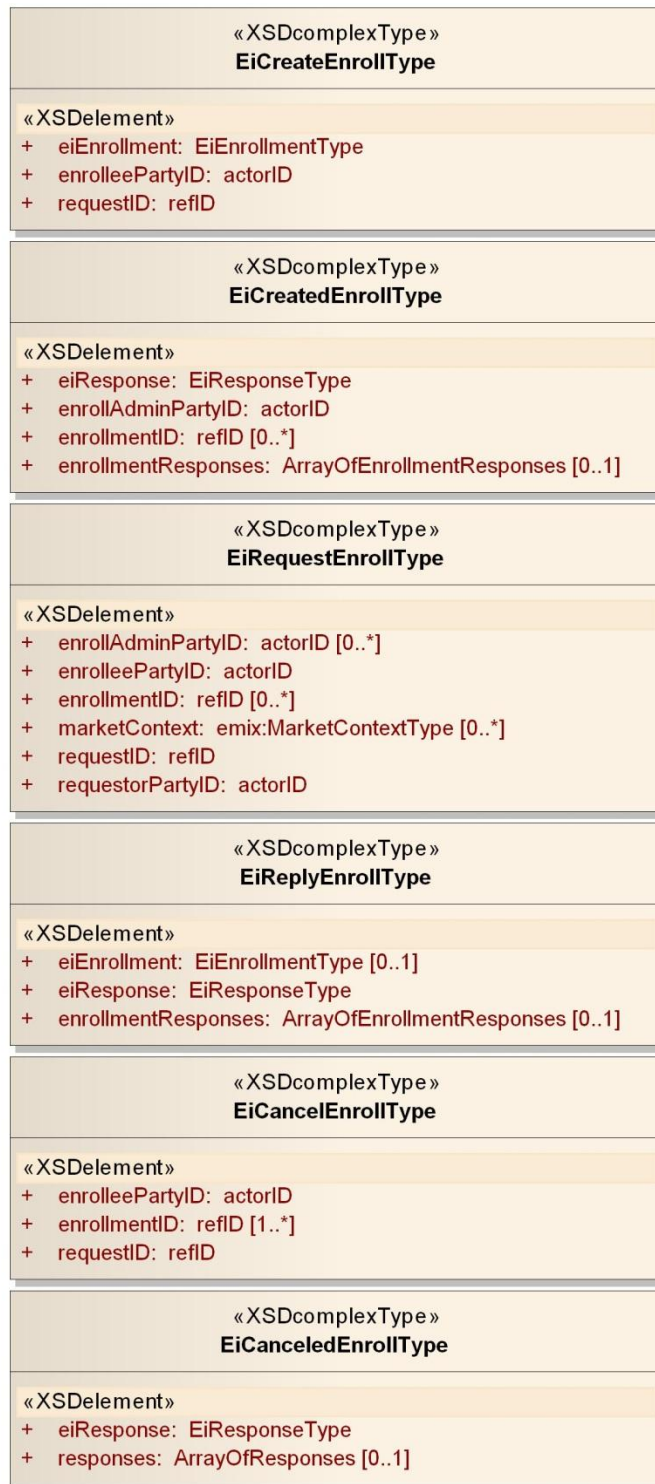 «XSDcomplexType»
EiCreateEnrollType
«XSDelement»
+ eiEnrollment: EiEnrollmentType
+ enrolleePartyID: actorID
+ requestID: refID
«XSDcomplexType»
EiCreatedEnrollType
«XSDelement»
+ eiResponse: EiResponseType
+ enrollAdminPartyID: actorID
+ enrollmentID: refID [0..*]
+ enrollmentResponses: ArrayOfEnrollmentResponses [0..1]
«XSDcomplexType»
EiRequestEnrollType
«XSDelement»
+ enrollAdminPartyID: actorID [0..*]
+ enrolleePartyID: actorID
+ enrollmentID: refID [0..*]
+ marketContext: emix:MarketContextType [0..*]
+ requestID: refID
+ requestorPartyID: actorID
«XSDcomplexType»
EiReplyEnrollType
«XSDelement»
+ eiEnrollment: EiEnrollmentType [0..1]
+ eiResponse: EiResponseType
+ enrollmentResponses: ArrayOfEnrollmentResponses [0..1]
«XSDcomplexType»
EiCancelEnrollType
«XSDelement»
+ enrolleePartyID: actorID
+ enrollmentID: refID [1..*]
+ requestID: refID
«XSDcomplexType»
EiCanceledEnrollType
«XSDelement»
+ eiResponse: EiResponseType
+ responses: ArrayOfResponses [0..1]